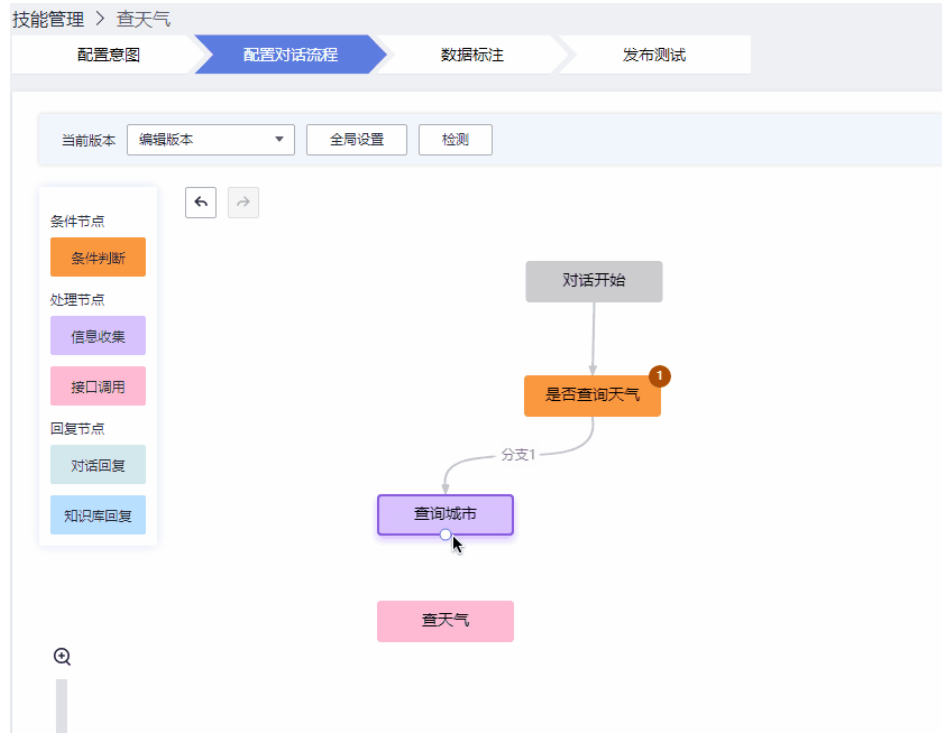 技能管理 > 查天气
配置意图 配置对话流程 数据标注 发布测试
当前版本 编辑版本 全局设置 检测
条件节点
条件判断
处理节点
信息收集
接口调用
回复节点
对话回复
知识库回复
对话开始
是否查询天气 1
分支1
查询城市
查天气